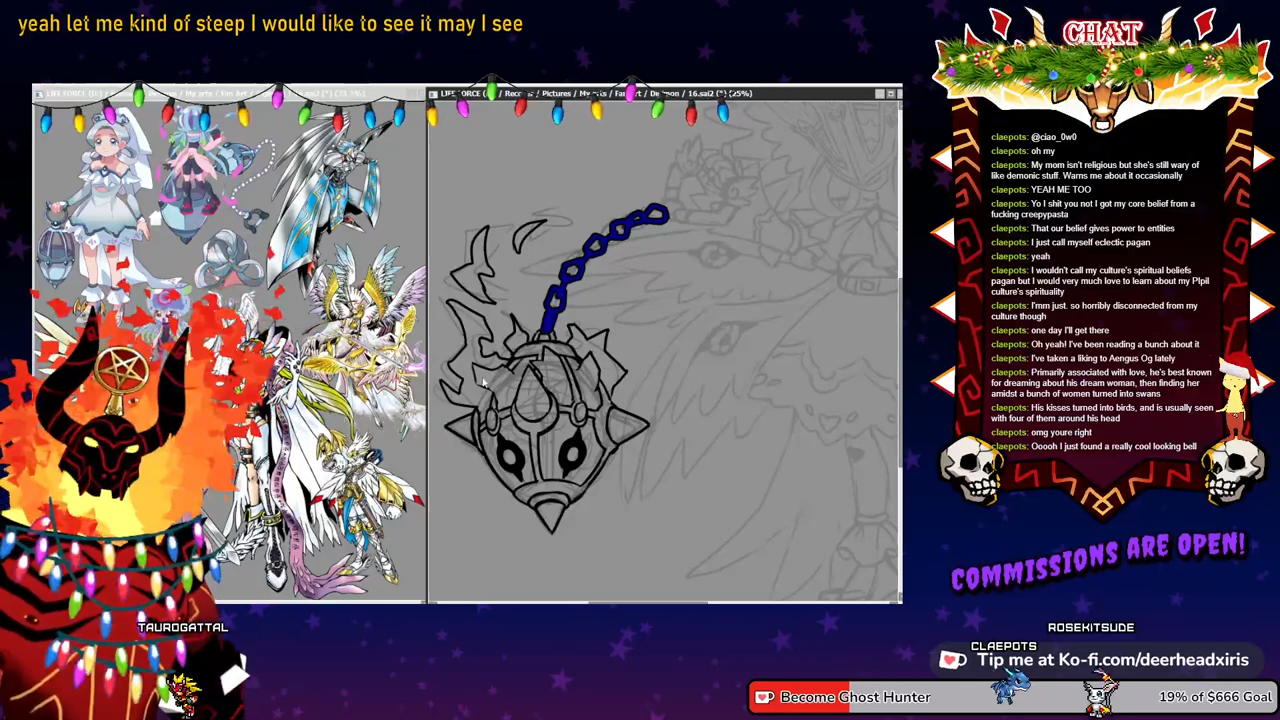 yeah let me kind of steep I would like to see it may I see
CHAT
claepots: @ciao_0w0
claepots: oh my
claepots: My mom isn't religious but she's still wary of
like demonic stuff. Warns me about it occasionally
claepots: YEAH ME TOO
claepots: Yo I shit you not I got my core belief from a
fucking creepypasta
claepots: That our belief gives power to entities
claepots: I just call myself eclectic pagan
claepots: yeah
claepots: I wouldn't call my culture's spiritual beliefs
pagan but I would very much love to learn about my PIpil
culture's spirituality
claepots: I'mm just. so horribly disconnected from my
culture though
claepots: one day I'll get there
claepots: Oh yeah! I've been reading a bunch about it
claepots: I've taken a liking to Aengus Og lately
claepots: Primarily associated with love, he's best known
for dreaming about his dream woman, then finding her
amidst a bunch of women turned into swans
claepots: His kisses turned into birds, and is usually seen
with four of them around his head
claepots: omg youre right
claepots: Ooooh I just found a really cool looking bell
COMMISSIONS ARE OPEN!
TAUROGATTAL
ROSEKITSUDE
CLAEPOTS
Tip me at Ko-fi.com/deerheadxiris
Become Ghost Hunter
19% of $666 Goal